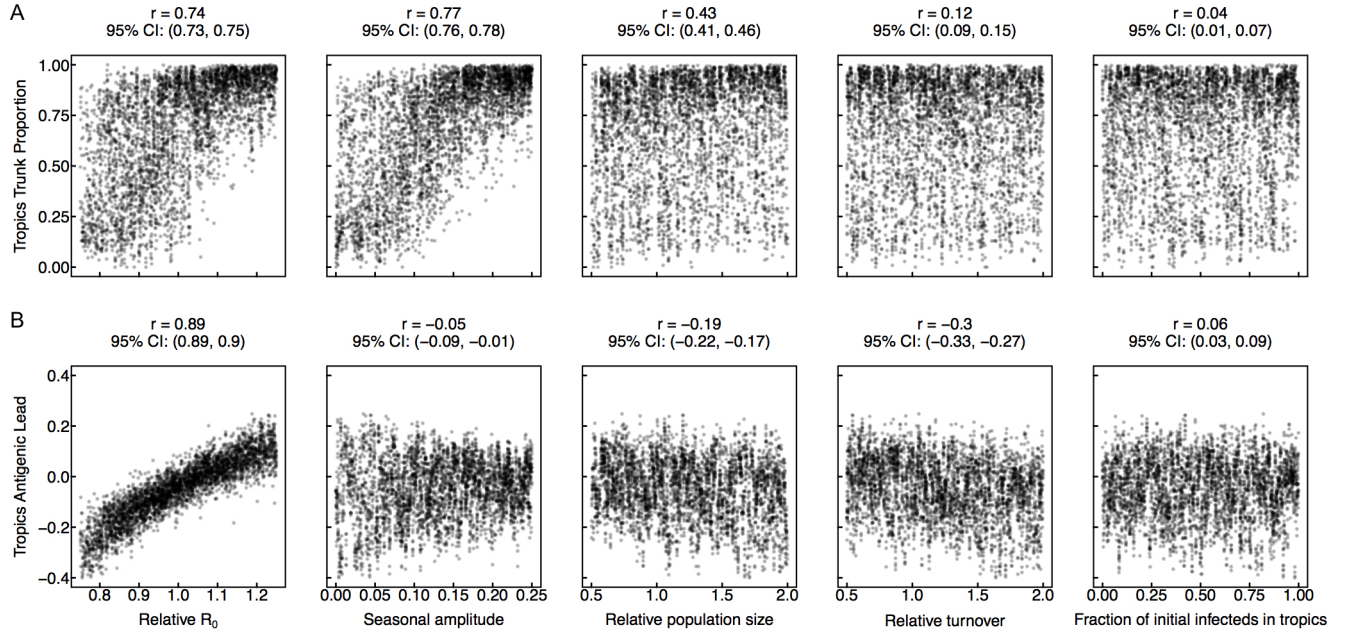 A
r = 0.74
95% CI: (0.73, 0.75)
r = 0.77
95% CI: (0.76, 0.78)
r = 0.43
95% CI: (0.41, 0.46)
r = 0.12
95% CI: (0.09, 0.15)
r = 0.04
95% CI: (0.01, 0.07)
Tropics Trunk Proportion
1.00
0.75
0.50
0.25
0.00
B
r = 0.89
95% CI: (0.89, 0.9)
r = −0.05
95% CI: (−0.09, −0.01)
r = −0.19
95% CI: (−0.22, −0.17)
r = −0.3
95% CI: (−0.33, −0.27)
r = 0.06
95% CI: (0.03, 0.09)
Tropics Antigenic Lead
0.4
0.2
0.0
−0.2
−0.4
0.8 0.9 1.0 1.1 1.2
Relative R₀
0.00 0.05 0.10 0.15 0.20 0.25
Seasonal amplitude
0.5 1.0 1.5 2.0
Relative population size
0.5 1.0 1.5 2.0
Relative turnover
0.00 0.25 0.50 0.75 1.00
Fraction of initial infecteds in tropics